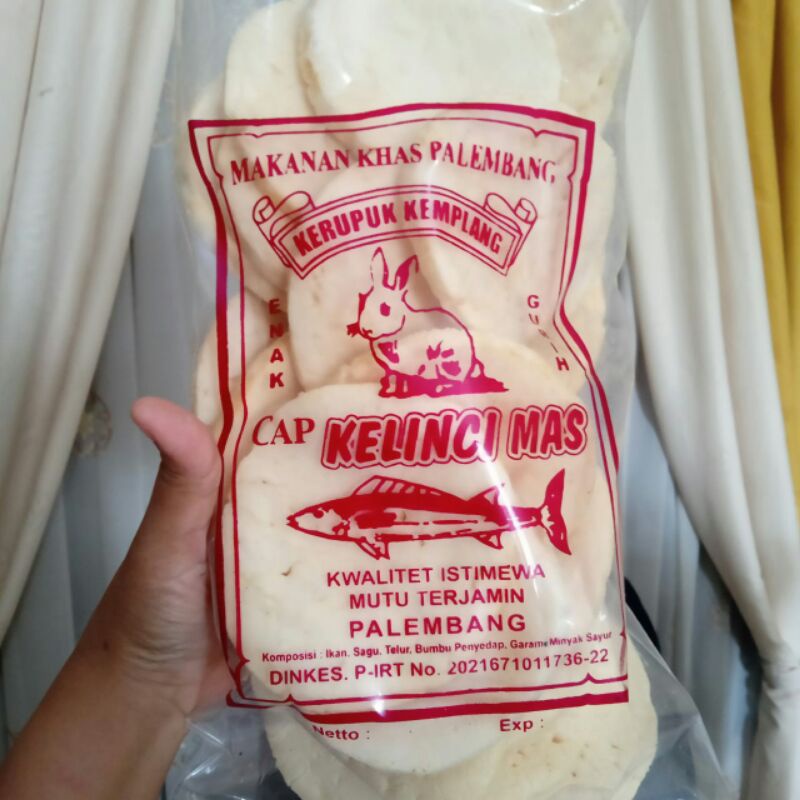 MAKANAN KHAS PALEMBANG
KERUPUK KEMPLANG
ENAK
GURIH
CAP KELINCI MAS
KWALITET ISTIMEWA
MUTU TERJAMIN
PALEMBANG
Komposisi : Ikan, Sagu, Telur, Bumbu Penyedap, Garam, Minyak Sayur
DINKES. P-IRT No. 2021671011736-22
Netto :
Exp :